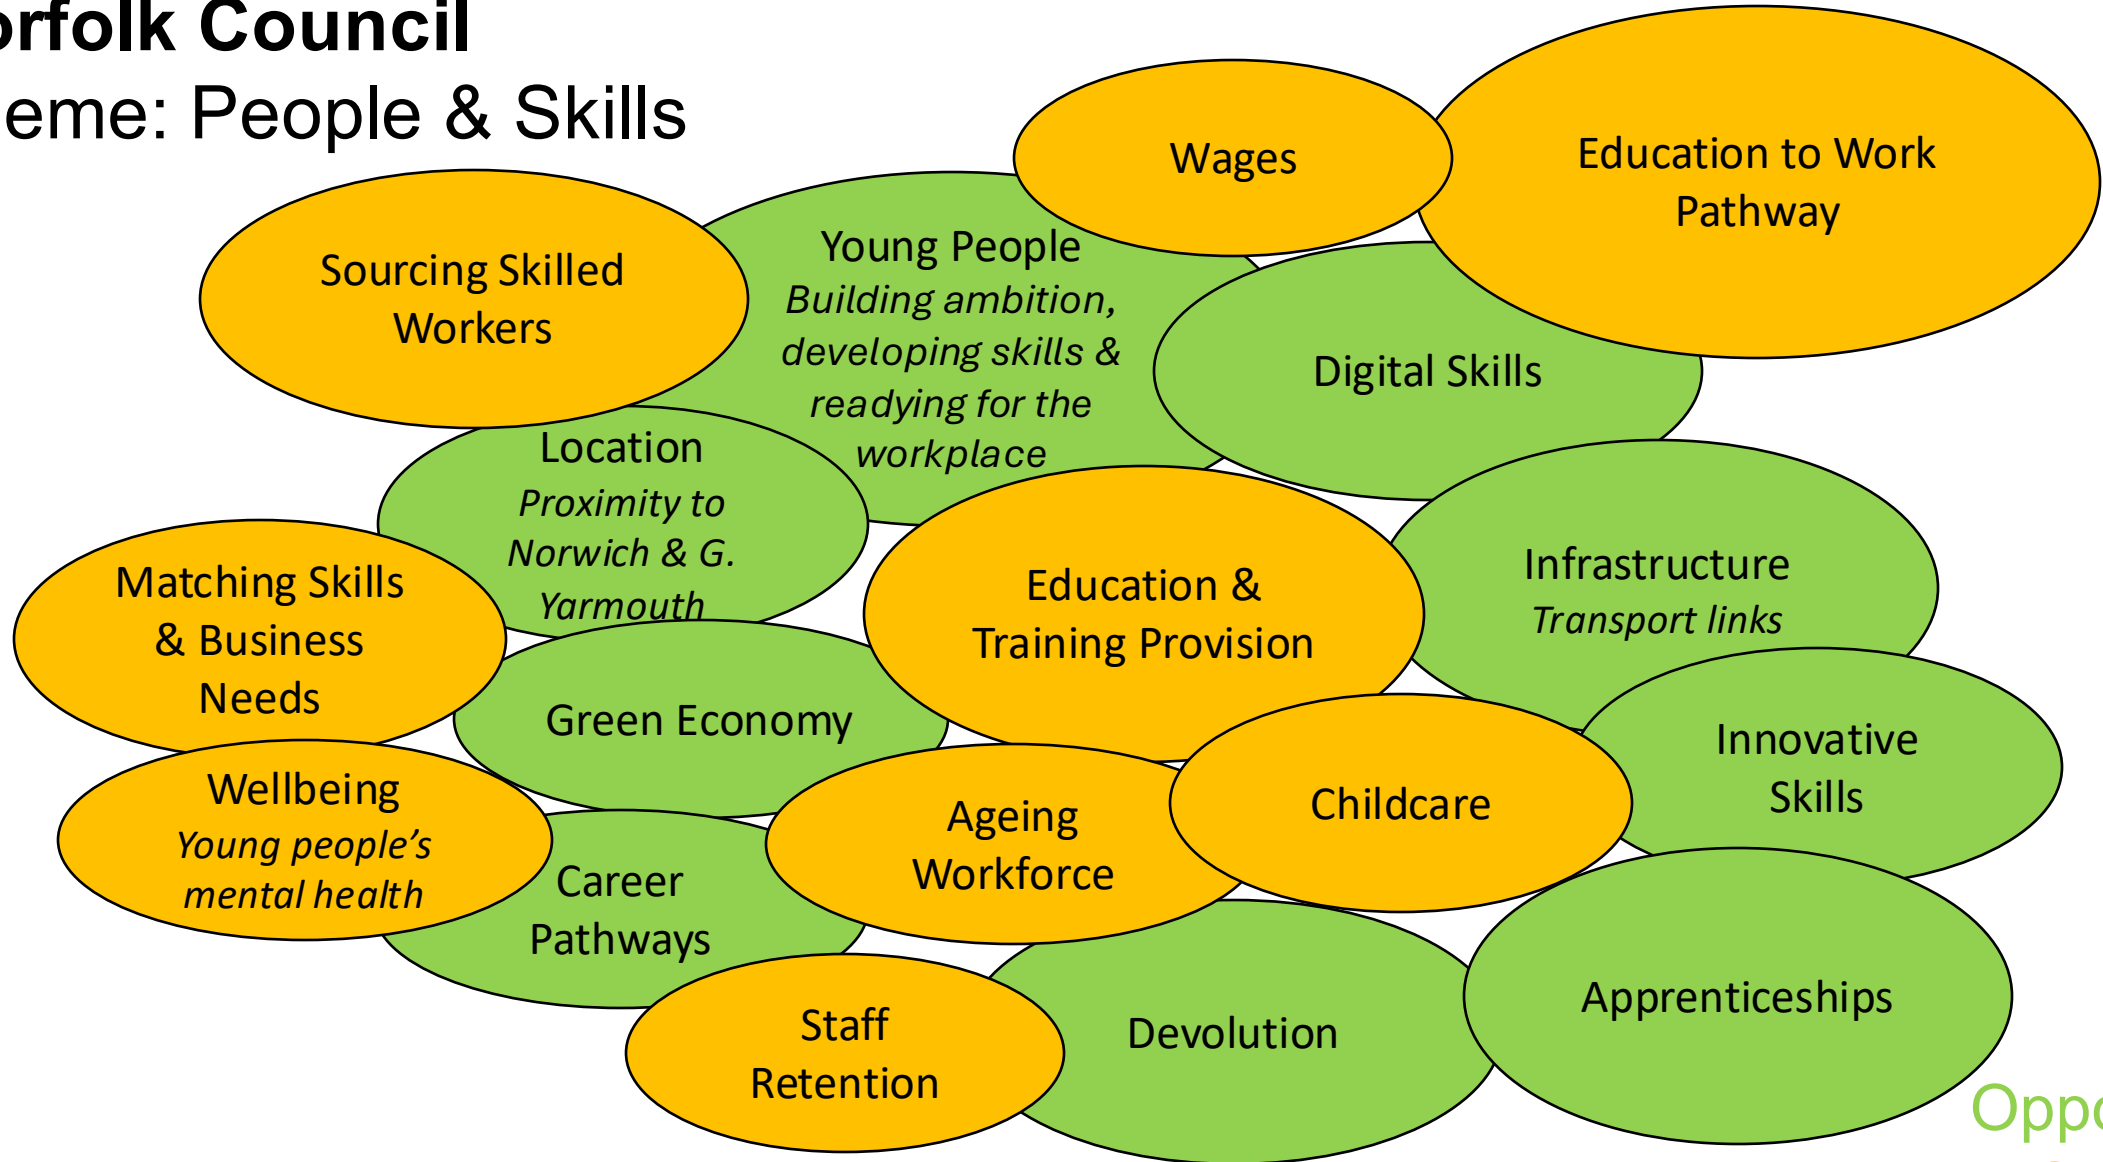 orfolk Council
eme: People & Skills
Wages
Education to Work
Pathway
Sourcing Skilled
Workers
Young People
Building ambition,
developing skills &
readying for the
workplace
Digital Skills
Location
Proximity to
Norwich & G.
Yarmouth
Matching Skills
& Business
Needs
Education &
Training Provision
Infrastructure
Transport links
Green Economy
Innovative
Skills
Wellbeing
Young people’s
mental health
Ageing
Workforce
Childcare
Career
Pathways
Staff
Retention
Devolution
Apprenticeships
Oppo